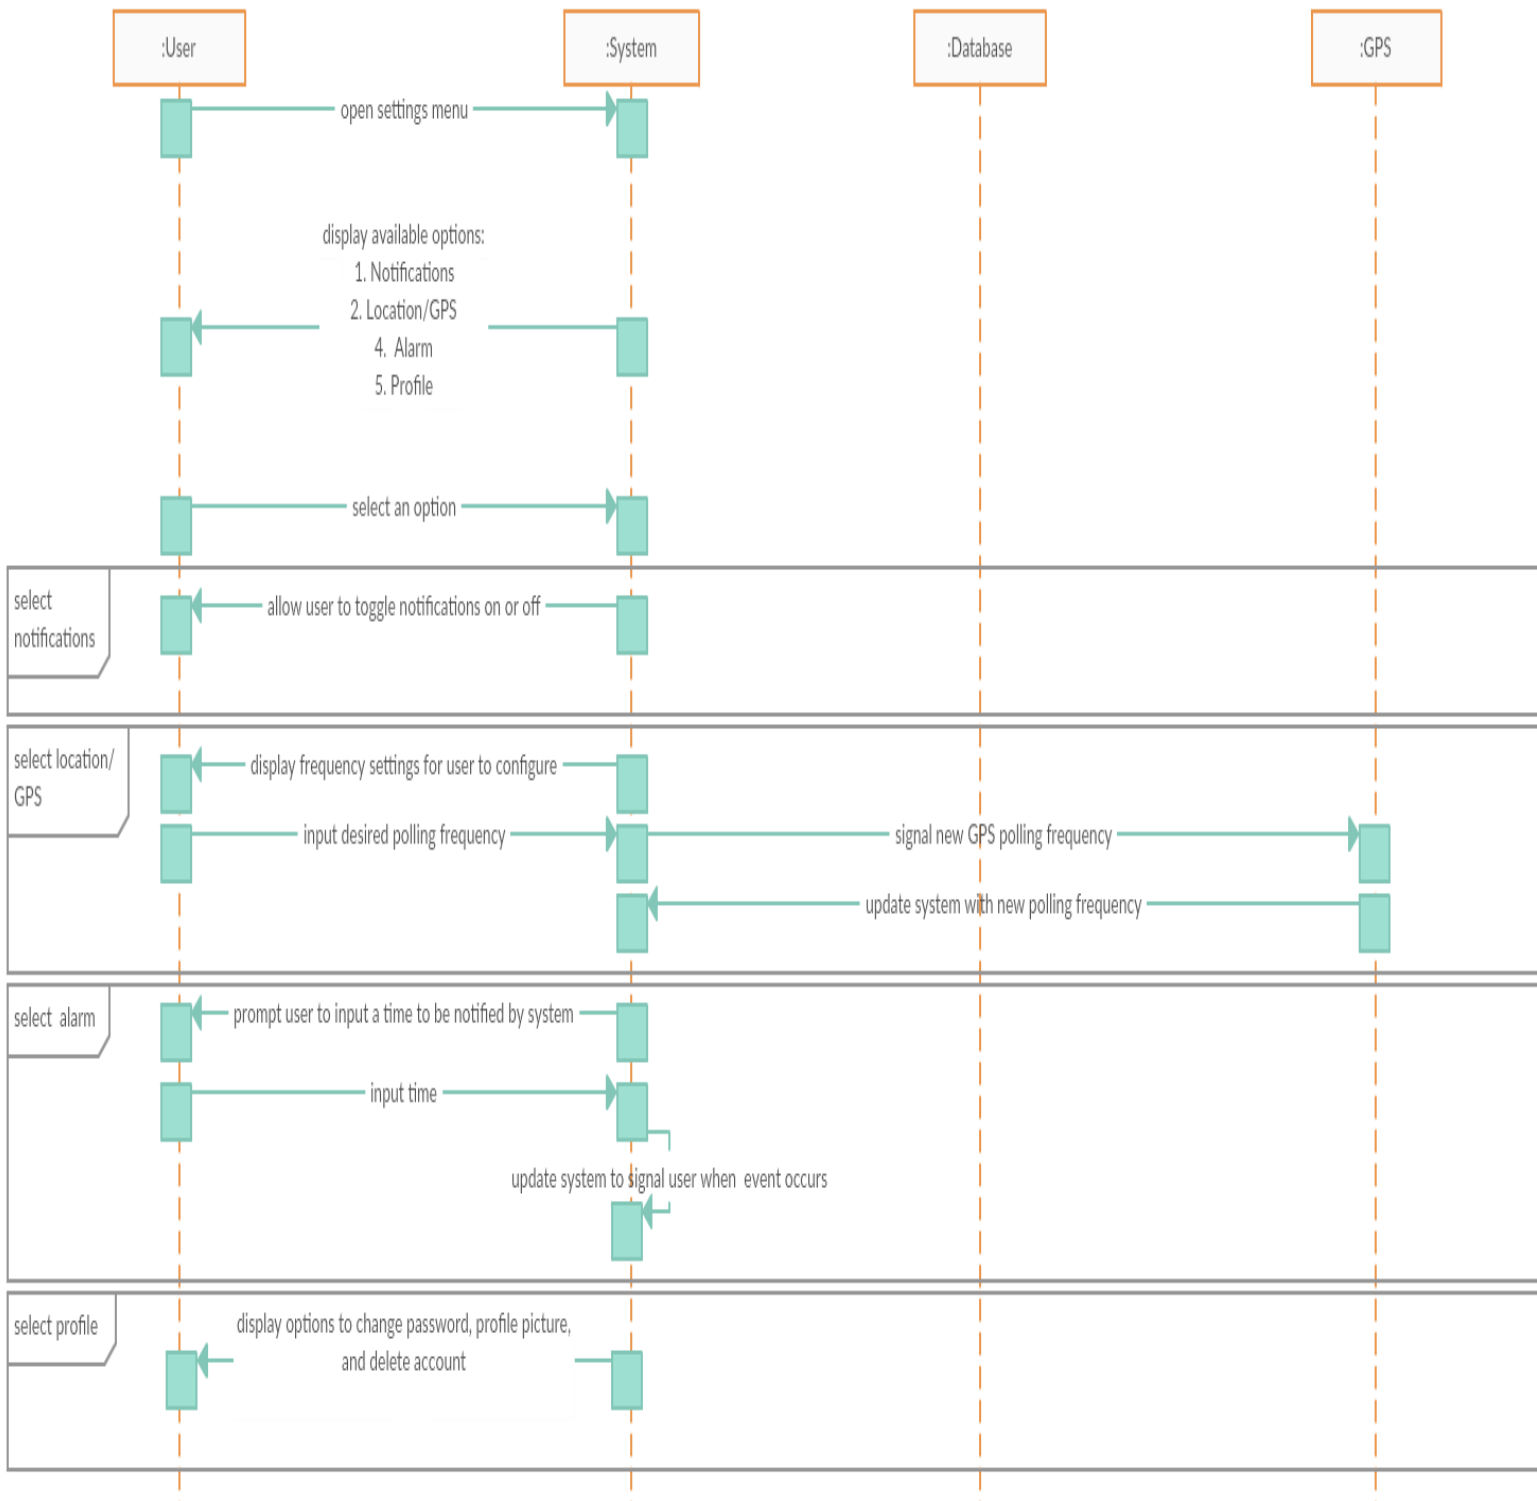 :User
:System
:Database
:GPS
open settings menu
display available options:
1. Notifications
2. Location/GPS
4.  Alarm
5. Profile
select an option
select
notifications
allow user to toggle notifications on or off
select location/
GPS
display frequency settings for user to configure
input desired polling frequency
signal new GPS polling frequency
update system with new polling frequency
select  alarm
prompt user to input a time to be notified by system
input time
update system to signal user when  event occurs
select profile
display options to change password, profile picture,
and delete account